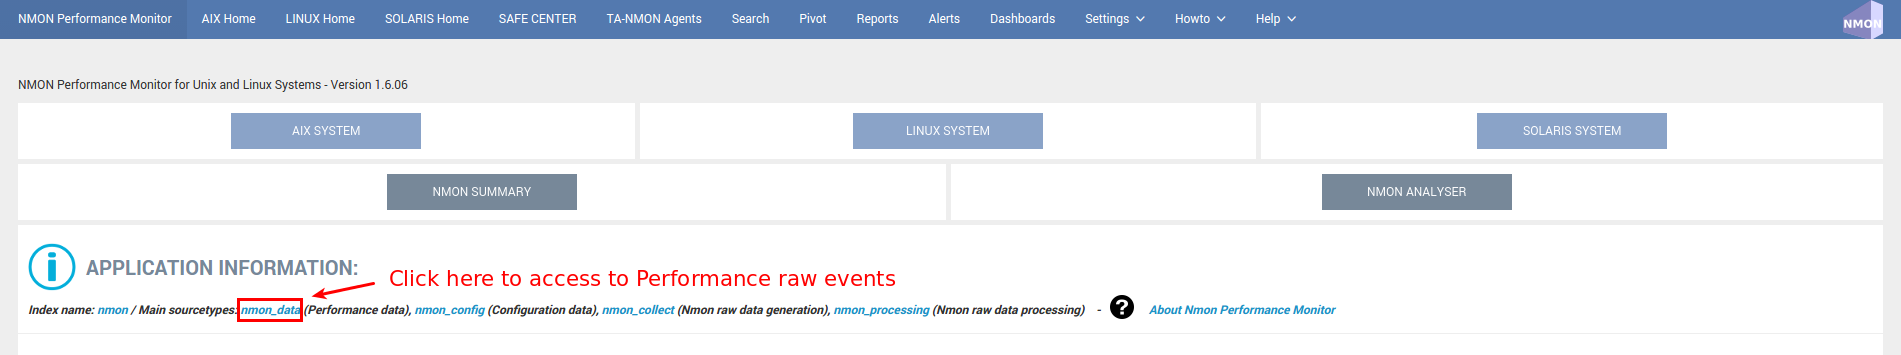 NMON Performance Monitor AIX Home LINUX Home SOLARIS Home SAFE CENTER TA-NMON Agents Search Pivot Reports Alerts Dashboards Settings Howto Help NMON
NMON Performance Monitor for Unix and Linux Systems - Version 1.6.06
AIX SYSTEM LINUX SYSTEM SOLARIS SYSTEM
NMON SUMMARY NMON ANALYSER
i APPLICATION INFORMATION:
Click here to access to Performance raw events
Index name: nmon / Main sourcetypes: nmon_data (Performance data), nmon_config (Configuration data), nmon_collect (Nmon raw data generation), nmon_processing (Nmon raw data processing) - ? About Nmon Performance Monitor